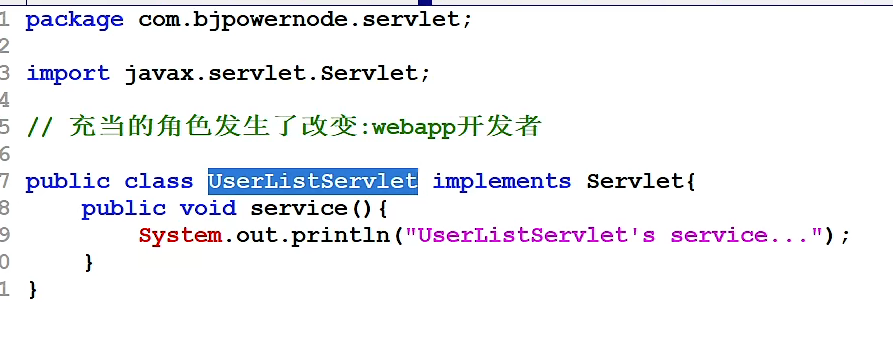 1 package com.bjpowernode.servlet;
2
3 import javax.servlet.Servlet;
4
5 // 充当的角色发生了改变:webapp开发者
6
7 public class UserListServlet implements Servlet{
8 public void service(){
9 System.out.println("UserListServlet's service...");
0 }
1 }